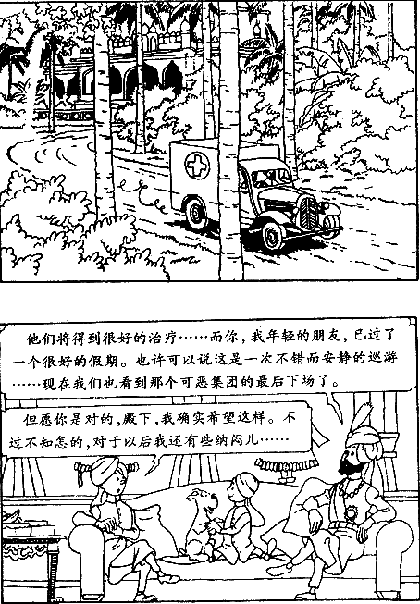 他们将得到很好的治疗……而你，我年轻的朋友，已过了
一个很好的假期。也许可以说这是一次不错而安静的巡游
……现在我们也看到那个可恶集团的最后下场了。
但愿你是对的，殿下，我确实希望这样。不
过不知怎的，对于以后我还有些纳闷儿……